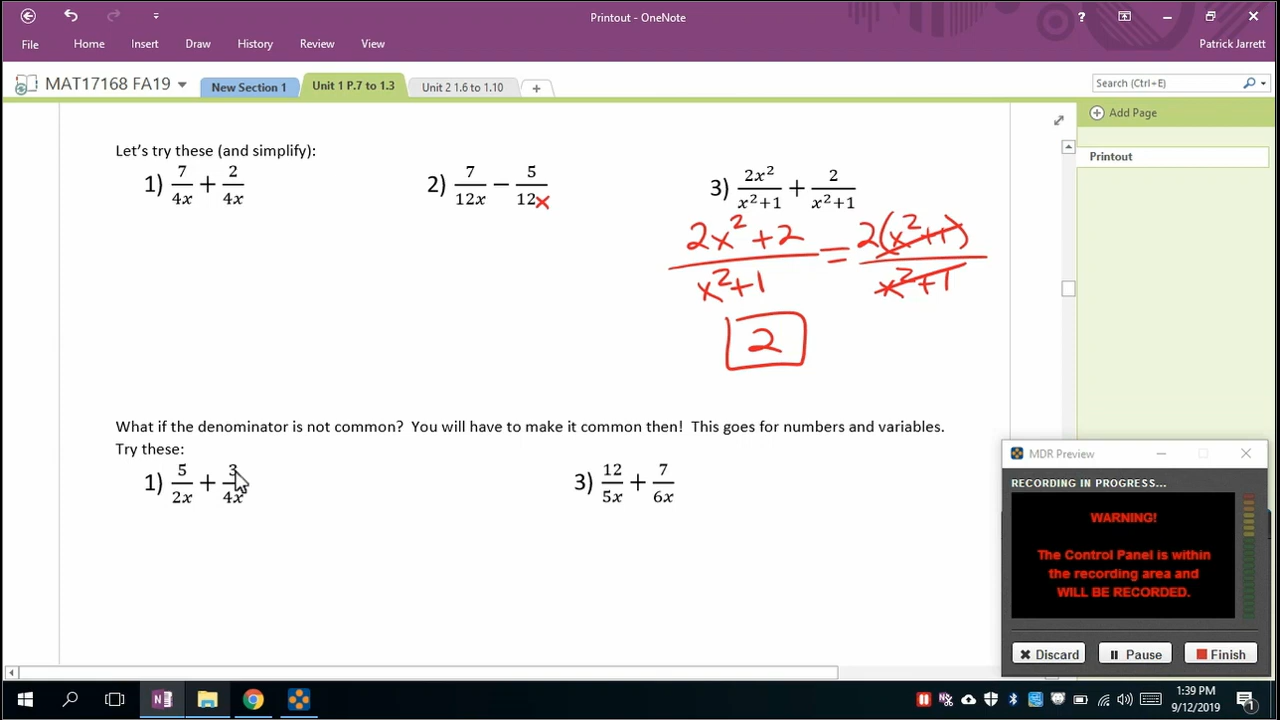 Printout - OneNote
?
File Home Insert Draw History Review View
Patrick Jarrett
MAT17168 FA19
New Section 1
Unit 1 P.7 to 1.3
Unit 2 1.6 to 1.10
+
Search (Ctrl+E)
Add Page
Printout
Let's try these (and simplify):
1) 7/4x + 2/4x
2) 7/12x − 5/12x
3) 2x²/x²+1 + 2/x²+1
2x²+2/x²+1 = 2(x²+1)/x²+1
2
What if the denominator is not common? You will have to make it common then! This goes for numbers and variables.
Try these:
1) 5/2x + 3/4x
3) 12/5x + 7/6x
MDR Preview
RECORDING IN PROGRESS...
WARNING!
The Control Panel is within
the recording area and
WILL BE RECORDED.
Discard
Pause
Finish
1:39 PM
9/12/2019
1